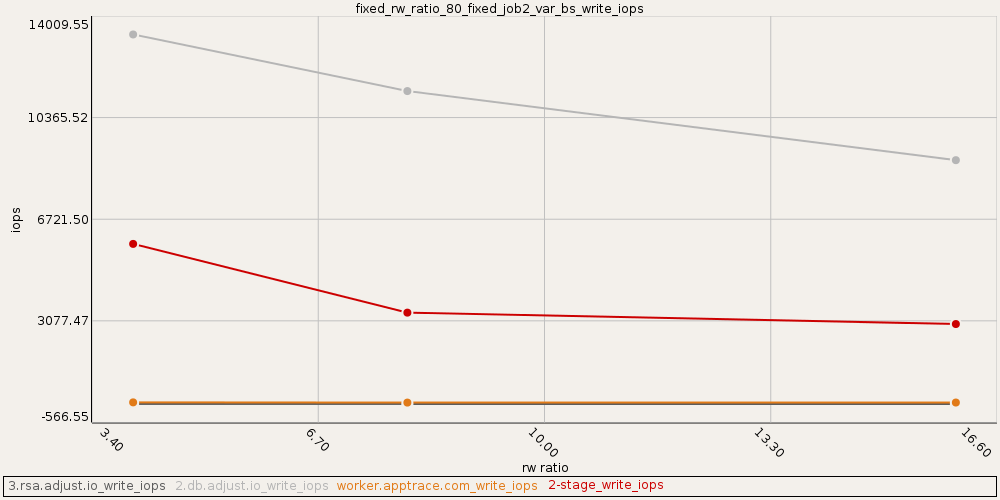 fixed_rw_ratio_80_fixed_job2_var_bs_write_iops
14009.55
10365.52
6721.50
3077.47
-566.55
iops
3.40 6.70 10.00 13.30 16.60
rw ratio
3.rsa.adjust.io_write_iops 2.db.adjust.io_write_iops worker.apptrace.com_write_iops 2-stage_write_iops